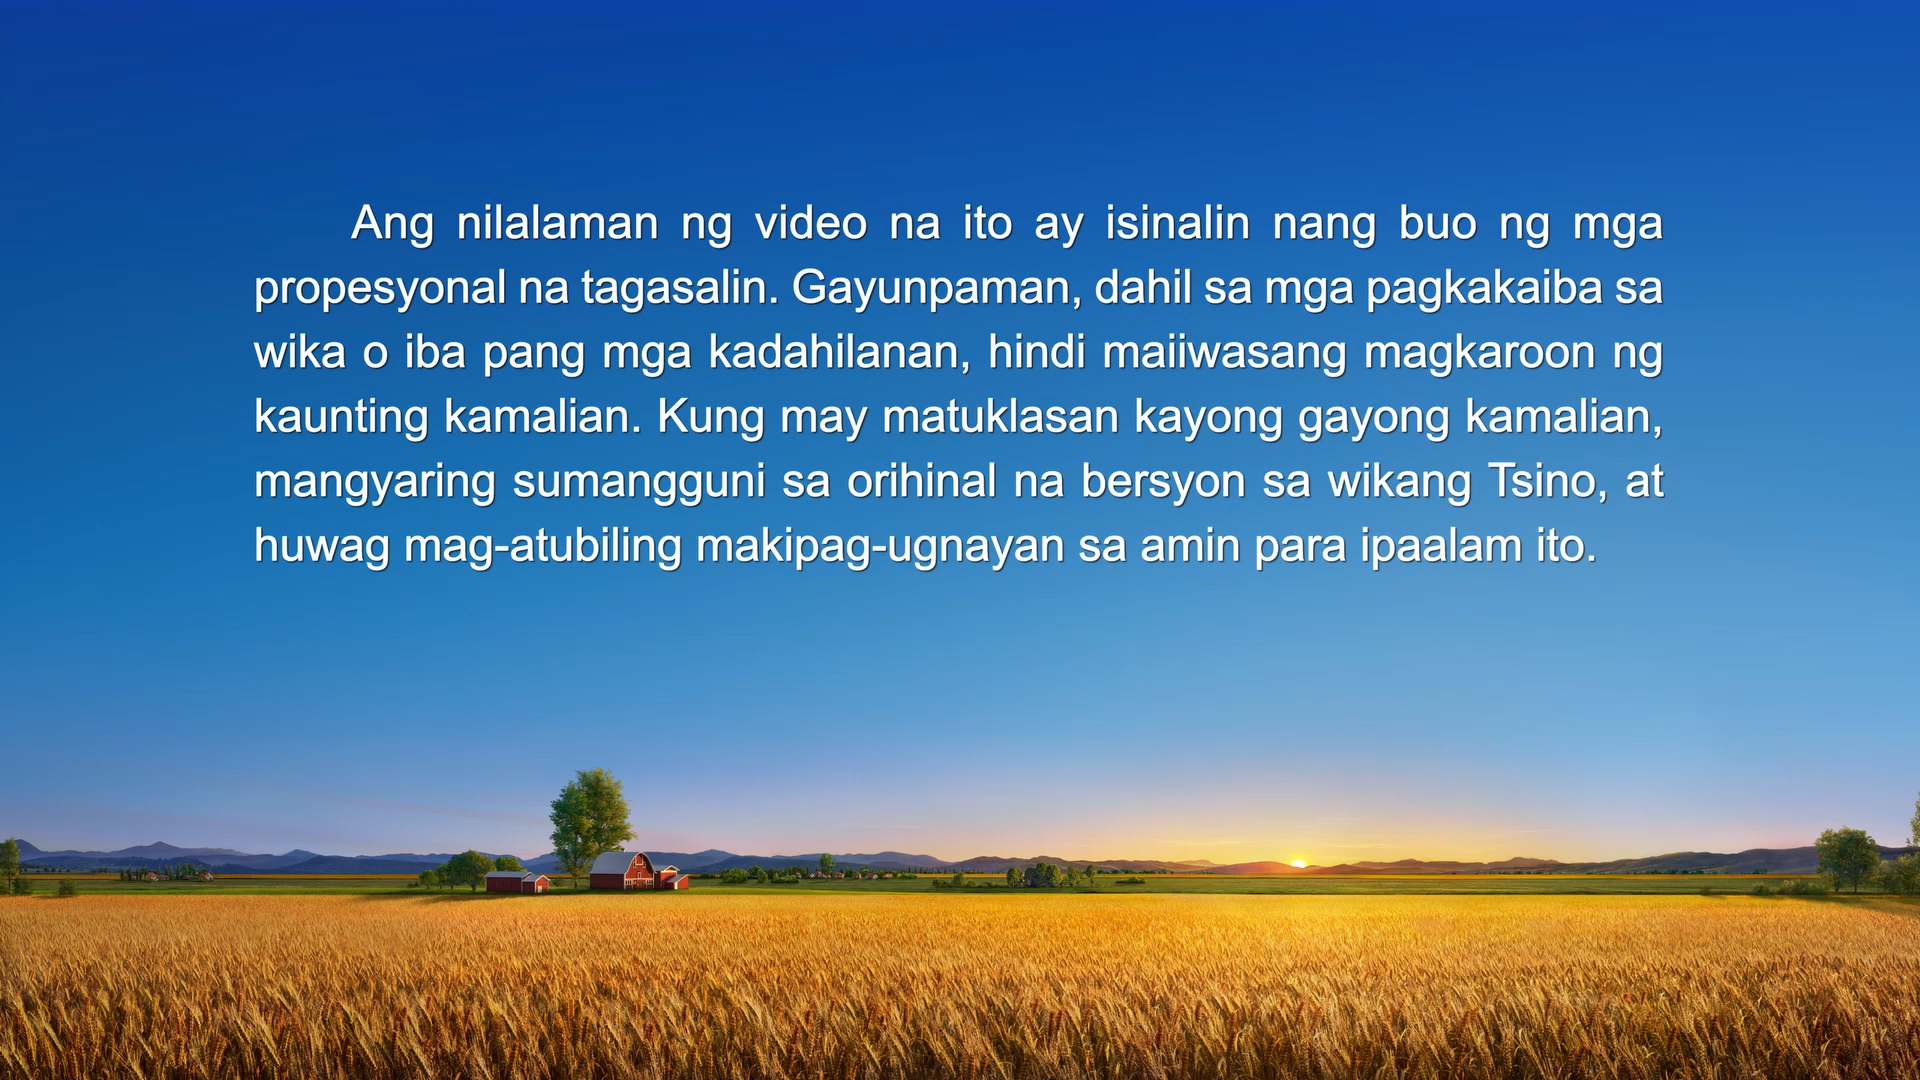 Ang nilalaman ng video na ito ay isinalin nang buo ng mga
propesyonal na tagasalin. Gayunpaman, dahil sa mga pagkakaiba sa
wika o iba pang mga kadahilanan, hindi maiiwasang magkaroon ng
kaunting kamalian. Kung may matuklasan kayong gayong kamalian,
mangyaring sumangguni sa orihinal na bersyon sa wikang Tsino, at
huwag mag-atubiling makipag-ugnayan sa amin para ipaalam ito.